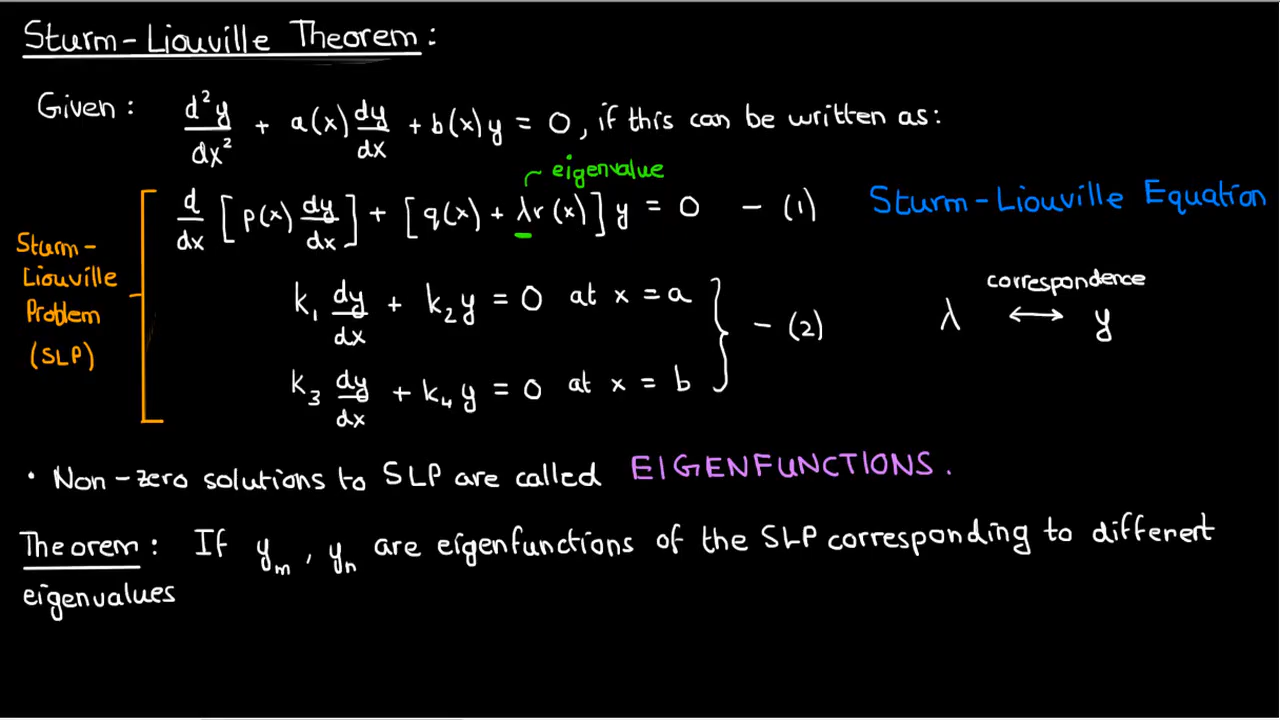 Sturm-Liouville Theorem:
Given: d²y/dx² + a(x) dy/dx + b(x)y = 0, if this can be written as:
eigenvalue
d/dx [p(x) dy/dx] + [q(x) + λr(x)]y = 0 - (1) Sturm-Liouville Equation
Sturm-
Liouville
Problem
(SLP)
k₁ dy/dx + k₂y = 0 at x = a
k₃ dy/dx + k₄y = 0 at x = b
- (2)
correspondence
λ ⟷ y
• Non-zero solutions to SLP are called EIGENFUNCTIONS.
Theorem: If yₘ, yₙ are eigenfunctions of the SLP corresponding to different
eigenvalues